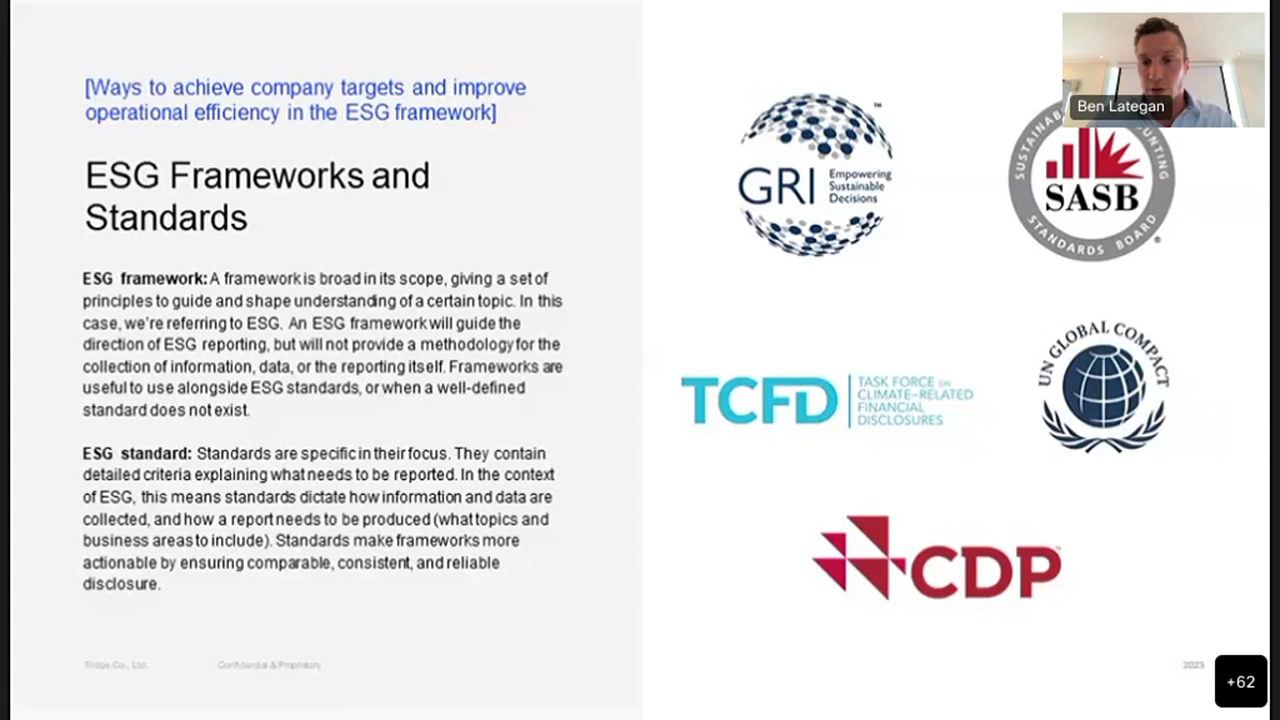 [Ways to achieve company targets and improve
operational efficiency in the ESG framework]
ESG Frameworks and
Standards
ESG framework: A framework is broad in its scope, giving a set of
principles to guide and shape understanding of a certain topic. In this
case, we're referring to ESG. An ESG framework will guide the
direction of ESG reporting, but will not provide a methodology for the
collection of information, data, or the reporting itself. Frameworks are
useful to use alongside ESG standards, or when a well-defined
standard does not exist.
ESG standard: Standards are specific in their focus. They contain
detailed criteria explaining what needs to be reported. In the context
of ESG, this means standards dictate how information and data are
collected, and how a report needs to be produced (what topics and
business areas to include). Standards make frameworks more
actionable by ensuring comparable, consistent, and reliable
disclosure.
Co., Ltd.
Confidential & Proprietary
GRI
Empowering
Sustainable
Decisions
™
Ben Lategan
SASB
STANDARDS BOARD
TCFD
TASK FORCE ON
CLIMATE-RELATED
FINANCIAL
DISCLOSURES
UN GLOBAL COMPACT
CDP
2023
+62